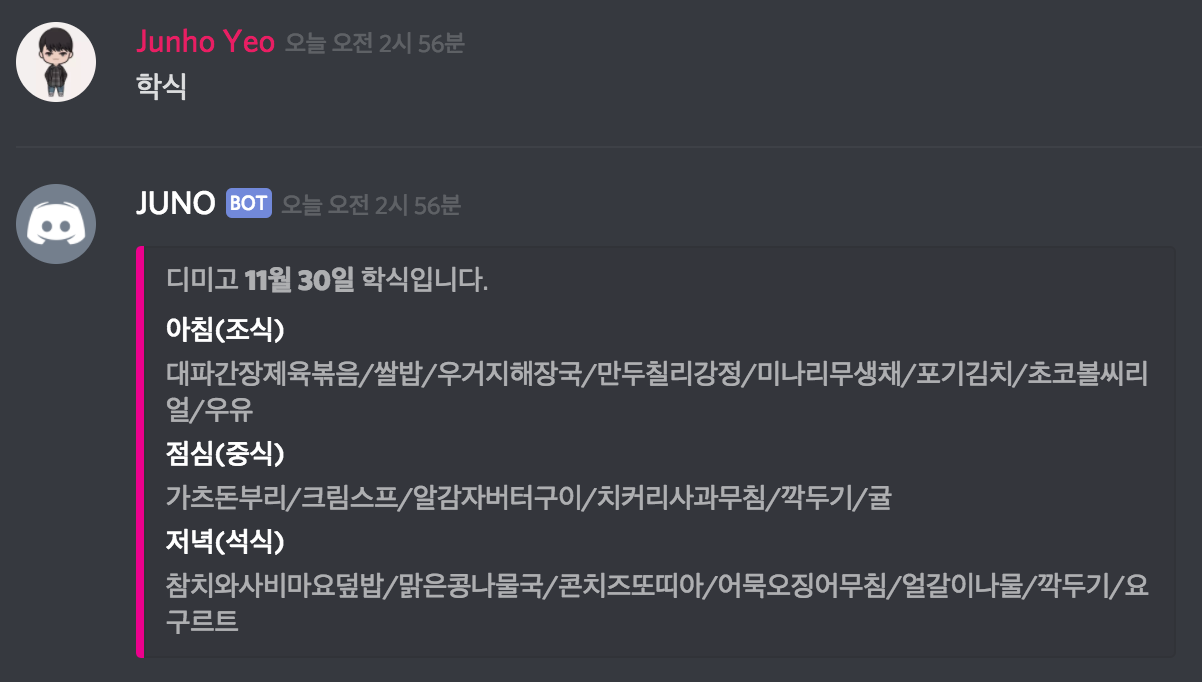 Junho Yeo 오늘 오전 2시 56분
학식
JUNO BOT 오늘 오전 2시 56분
디미고 11월 30일 학식입니다.
아침(조식)
대파간장제육볶음/쌀밥/우거지해장국/만두칠리강정/미나리무생채/포기김치/초코볼씨리
얼/우유
점심(중식)
가츠돈부리/크림스프/알감자버터구이/치커리사과무침/깍두기/귤
저녁(석식)
참치와사비마요덮밥/맑은콩나물국/콘치즈또띠아/어묵오징어무침/얼갈이나물/깍두기/요
구르트